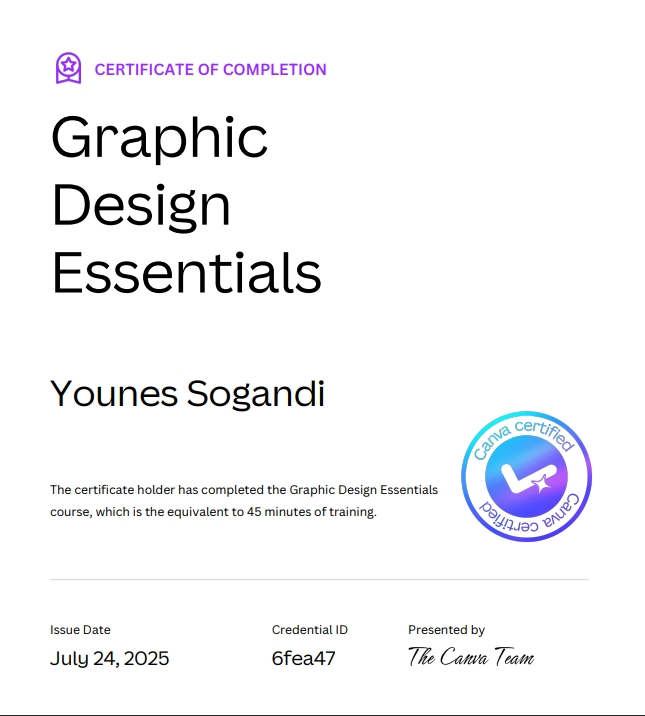 CERTIFICATE OF COMPLETION
Graphic
Design
Essentials
Younes Sogandi
Canva certified
Canva certified
The certificate holder has completed the Graphic Design Essentials
course, which is the equivalent to 45 minutes of training.
Issue Date
Credential ID
Presented by
July 24, 2025
6fea47
The Canva Team